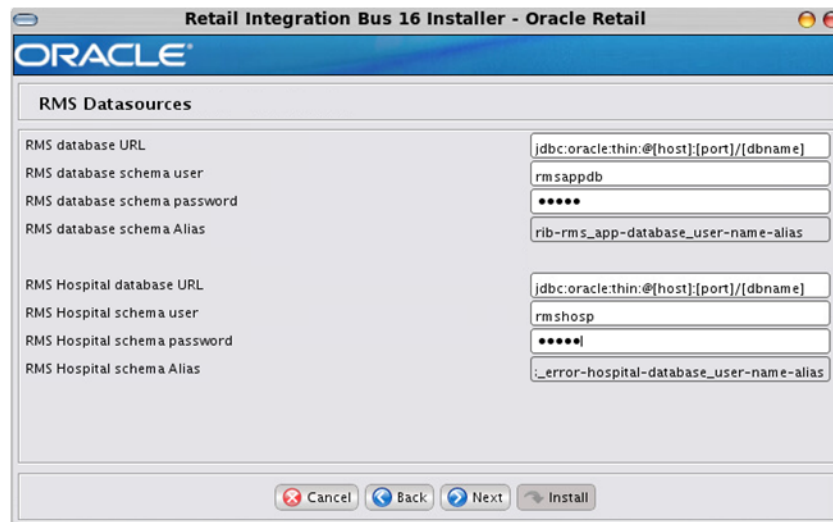 Retail Integration Bus 16 Installer - Oracle Retail
ORACLE®
RMS Datasources
RMS database URL jdbc:oracle:thin:@[host]:[port]/[dbname]
RMS database schema user rmsappdb
RMS database schema password •••••
RMS database schema Alias rib-rms_app-database_user-name-alias
RMS Hospital database URL jdbc:oracle:thin:@[host]:[port]/[dbname]
RMS Hospital schema user rmshosp
RMS Hospital schema password •••••
RMS Hospital schema Alias :_error-hospital-database_user-name-alias
Cancel Back Next Install